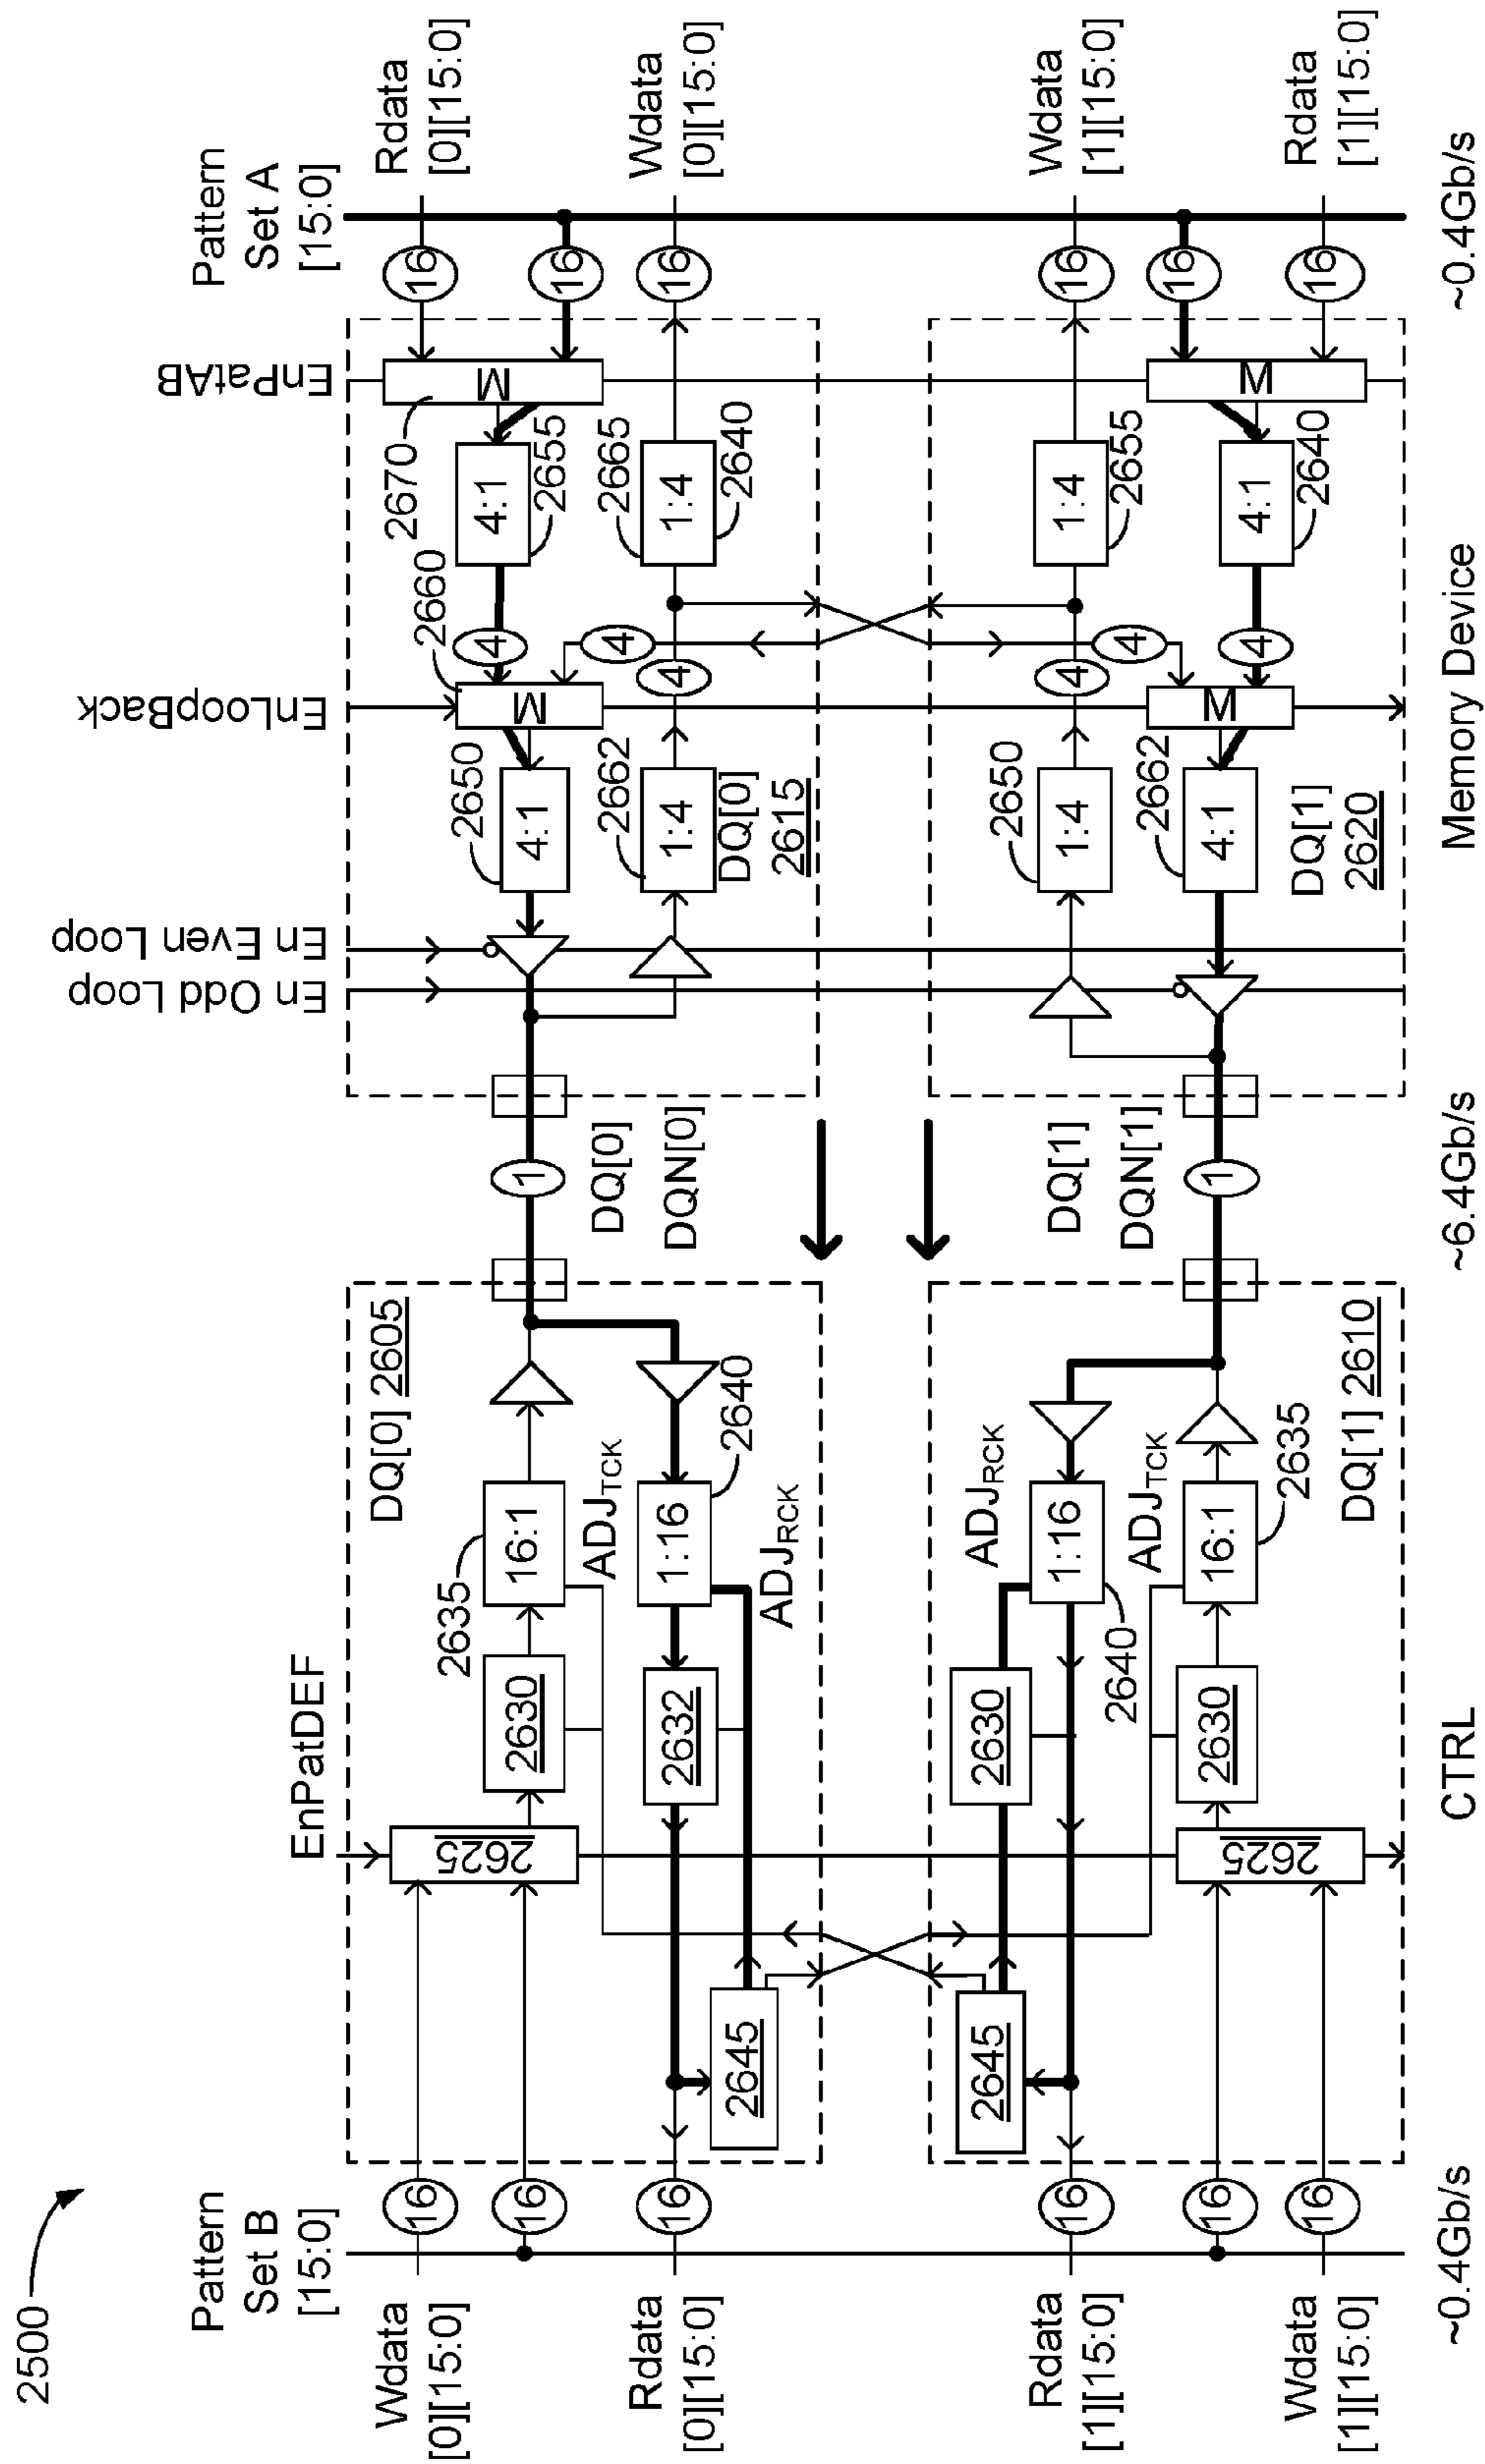 2500
Pattern
Set B
[15:0]
Wdata
[0][15:0]
Rdata
[0][15:0]
Rdata
[1][15:0]
Wdata
[1][15:0]
~0.4Gb/s
16
16
16
16
16
16
EnPatDEF
DQ[0] 2605
2625
2630
2635
16:1
ADJTCK
2632
1:16
2640
ADJRCK
2645
2645
ADJRCK
2630
1:16
2640
ADJTCK
2625
2630
16:1
2635
DQ[1] 2610
CTRL
1
DQ[0]
DQN[0]
DQ[1]
DQN[1]
1
~6.4Gb/s
En Odd Loop
En Even Loop
EnLoopBack
EnPatAB
2650
4:1
2660
M
4
4:1
2655
2670
M
2662
1:4
DQ[0]
2615
4
4
2665
1:4
2640
2650
1:4
4
4
1:4
2655
2662
4:1
M
4
4:1
2640
M
DQ[1]
2620
Memory Device
Pattern
Set A
[15:0]
16
16
16
16
16
16
Rdata
[0][15:0]
Wdata
[0][15:0]
Wdata
[1][15:0]
Rdata
[1][15:0]
~0.4Gb/s